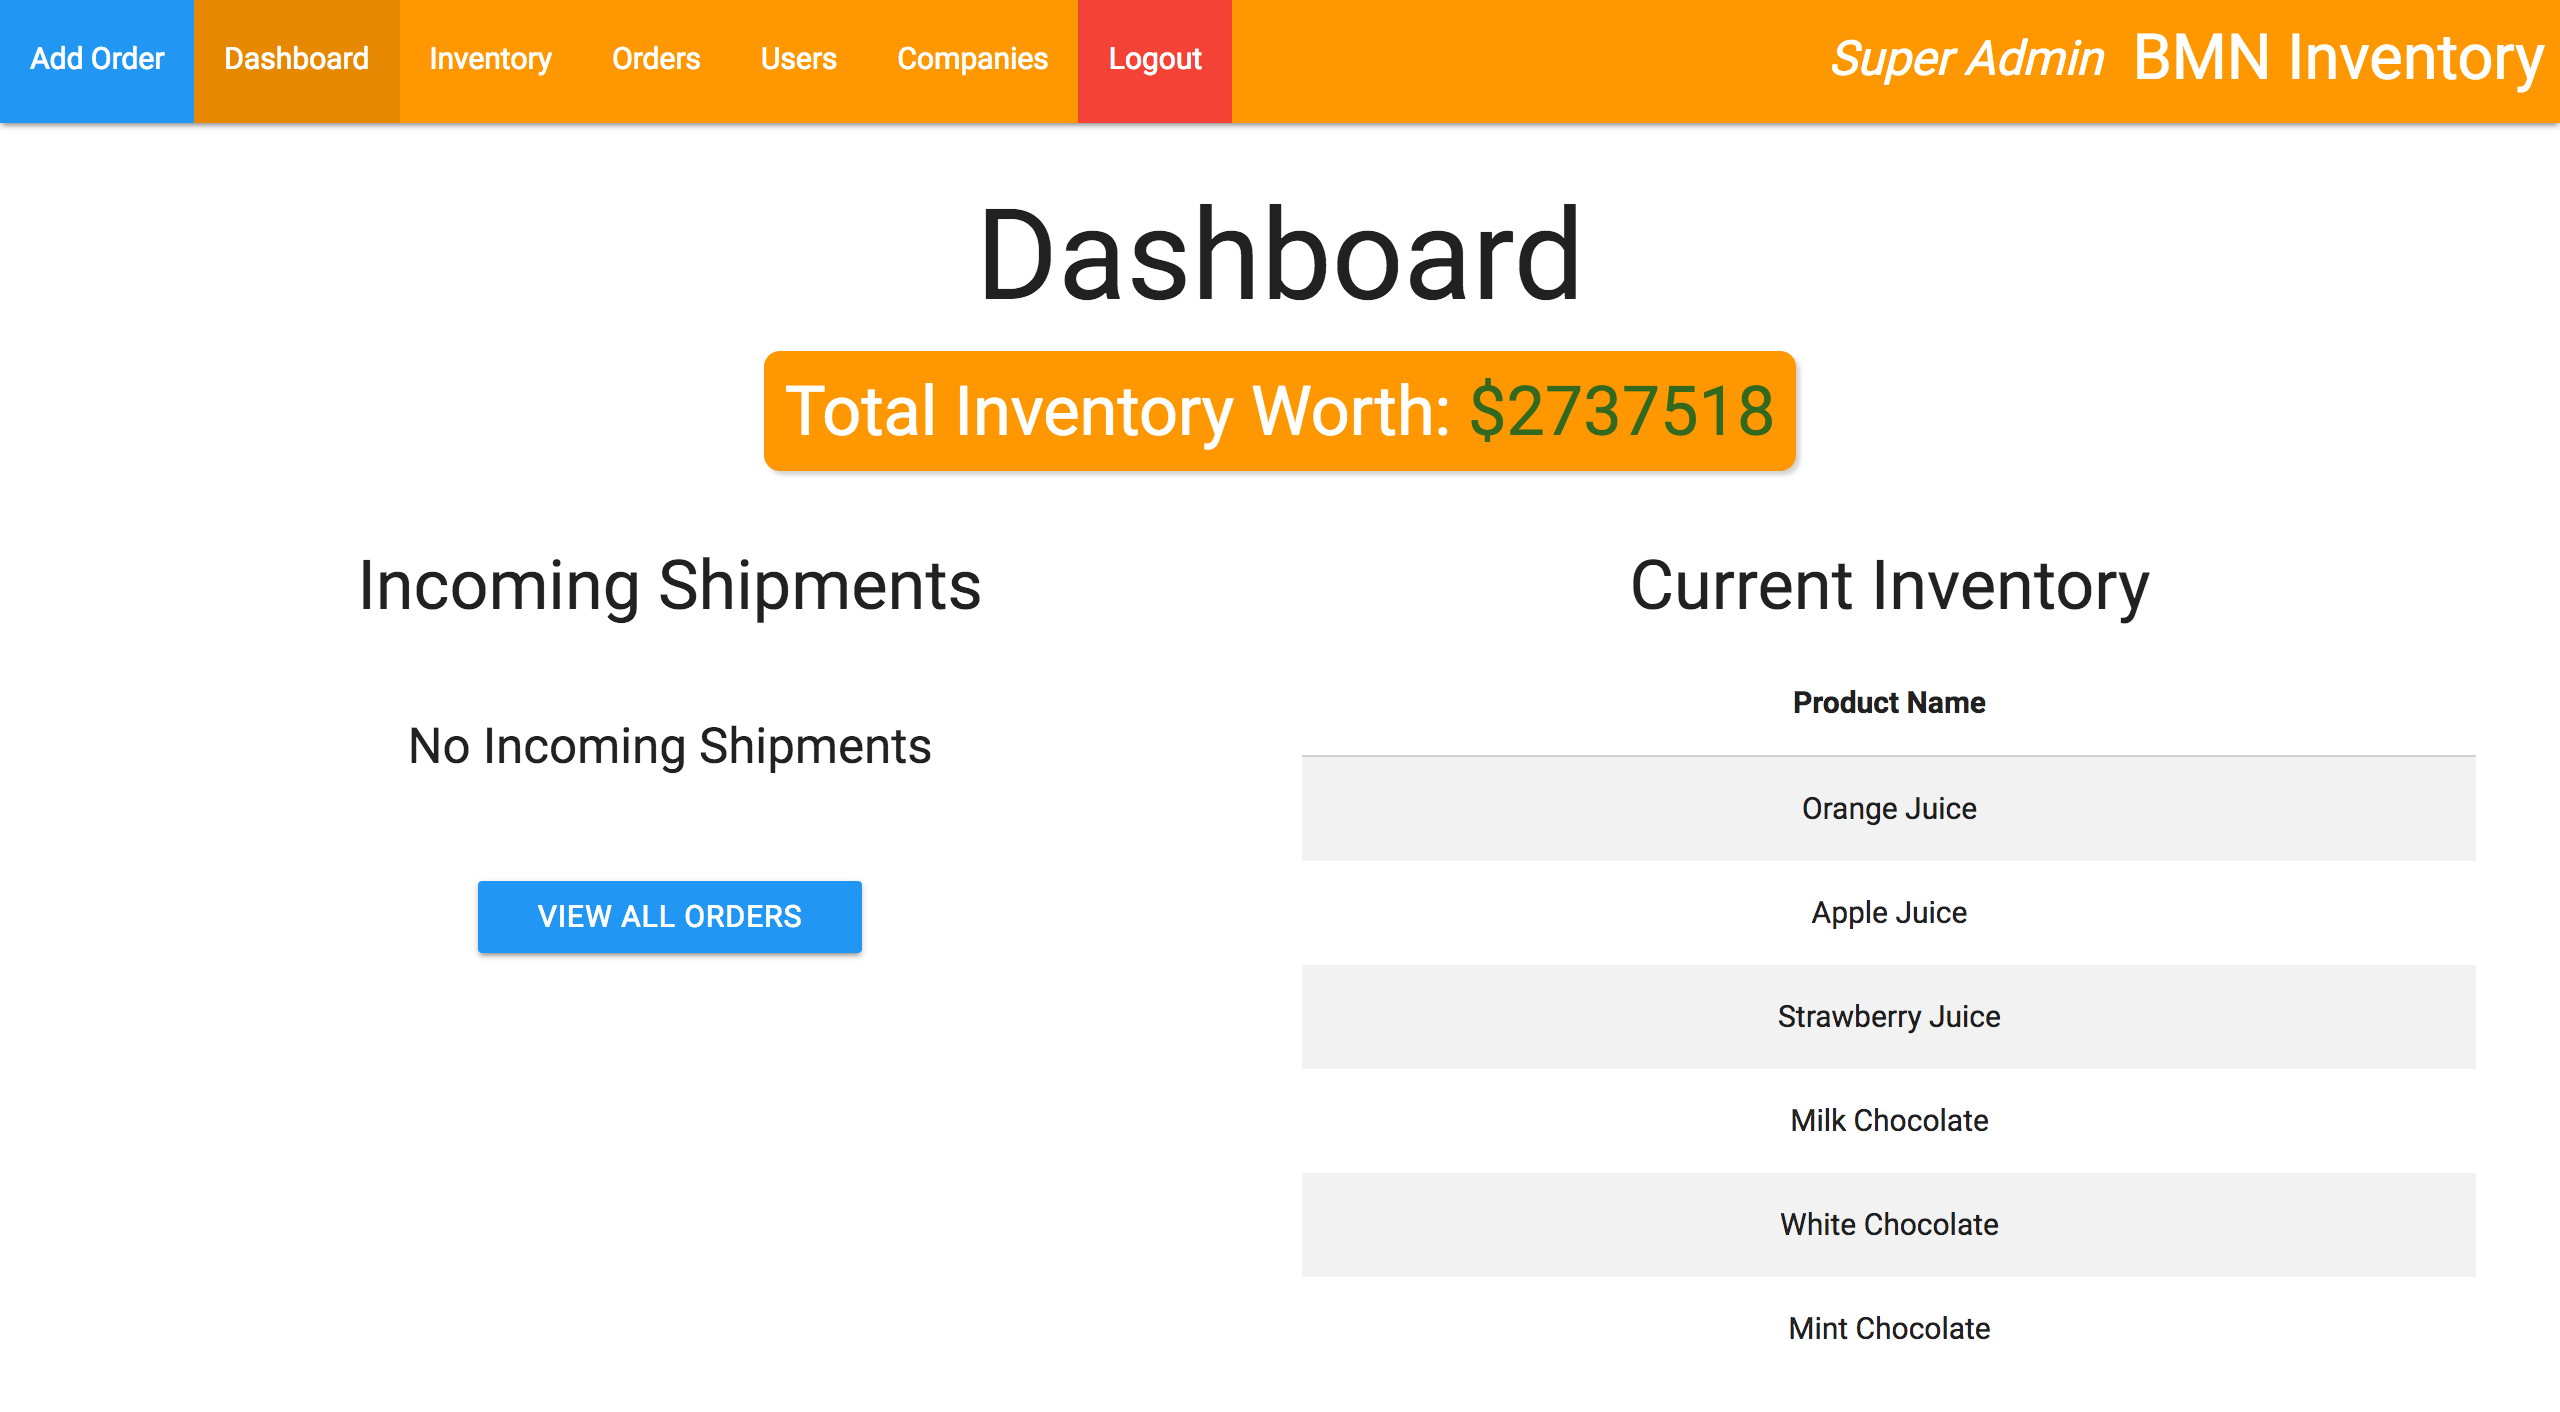 Add Order Dashboard Inventory Orders Users Companies Logout Super Admin BMN Inventory
Dashboard
Total Inventory Worth: $2737518
Incoming Shipments
No Incoming Shipments
VIEW ALL ORDERS
Current Inventory
Product Name
Orange Juice
Apple Juice
Strawberry Juice
Milk Chocolate
White Chocolate
Mint Chocolate